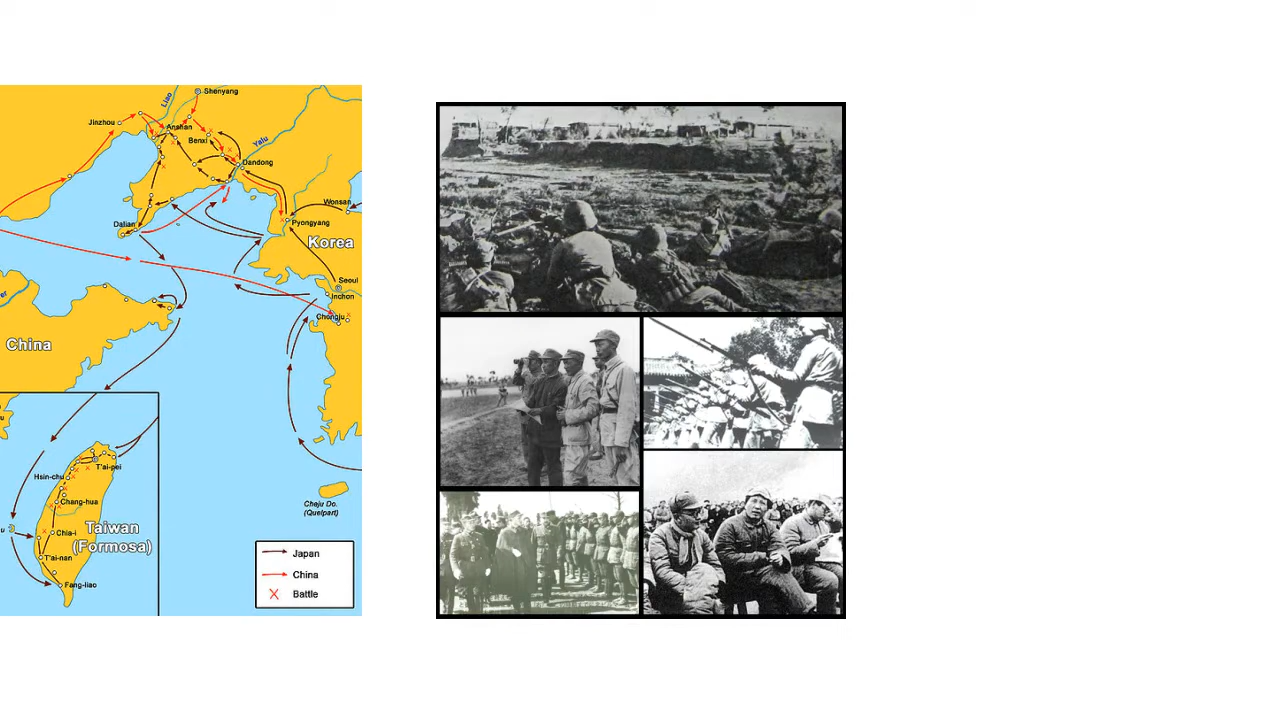 Shenyang
Liao
Jinzhou
Anshan
Benxi
Yalu
Dandong
Wonsan
Dalian
Pyongyang
Korea
Seoul
Inchon
Chongju
er
China
u
T'ai-pei
Hsin-chu
Chang-hua
Cheju Do.
(Quelpart)
Taiwan
(Formosa)
u
Chia-i
T'ai-nan
Fang-liao
Japan
China
Battle